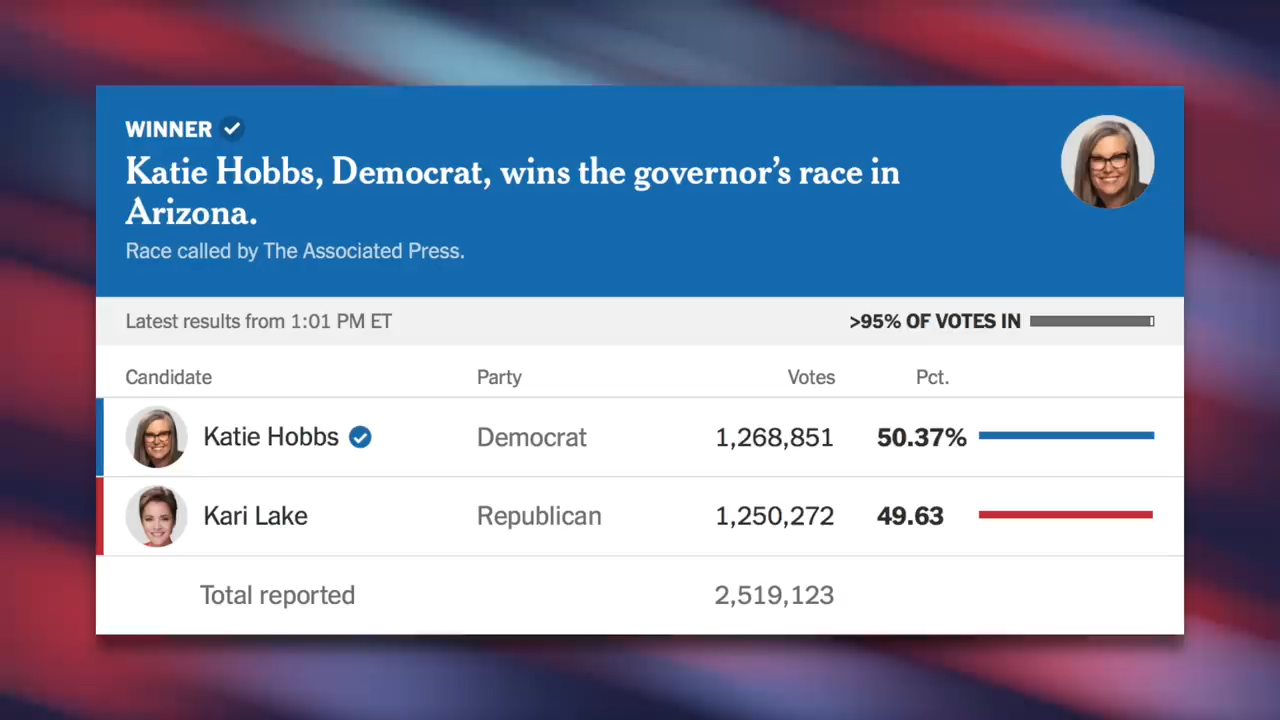 WINNER
Katie Hobbs, Democrat, wins the governor’s race in
Arizona.
Race called by The Associated Press.
Latest results from 1:01 PM ET >95% OF VOTES IN
Candidate Party Votes Pct.
Katie Hobbs Democrat 1,268,851 50.37%
Kari Lake Republican 1,250,272 49.63
Total reported 2,519,123